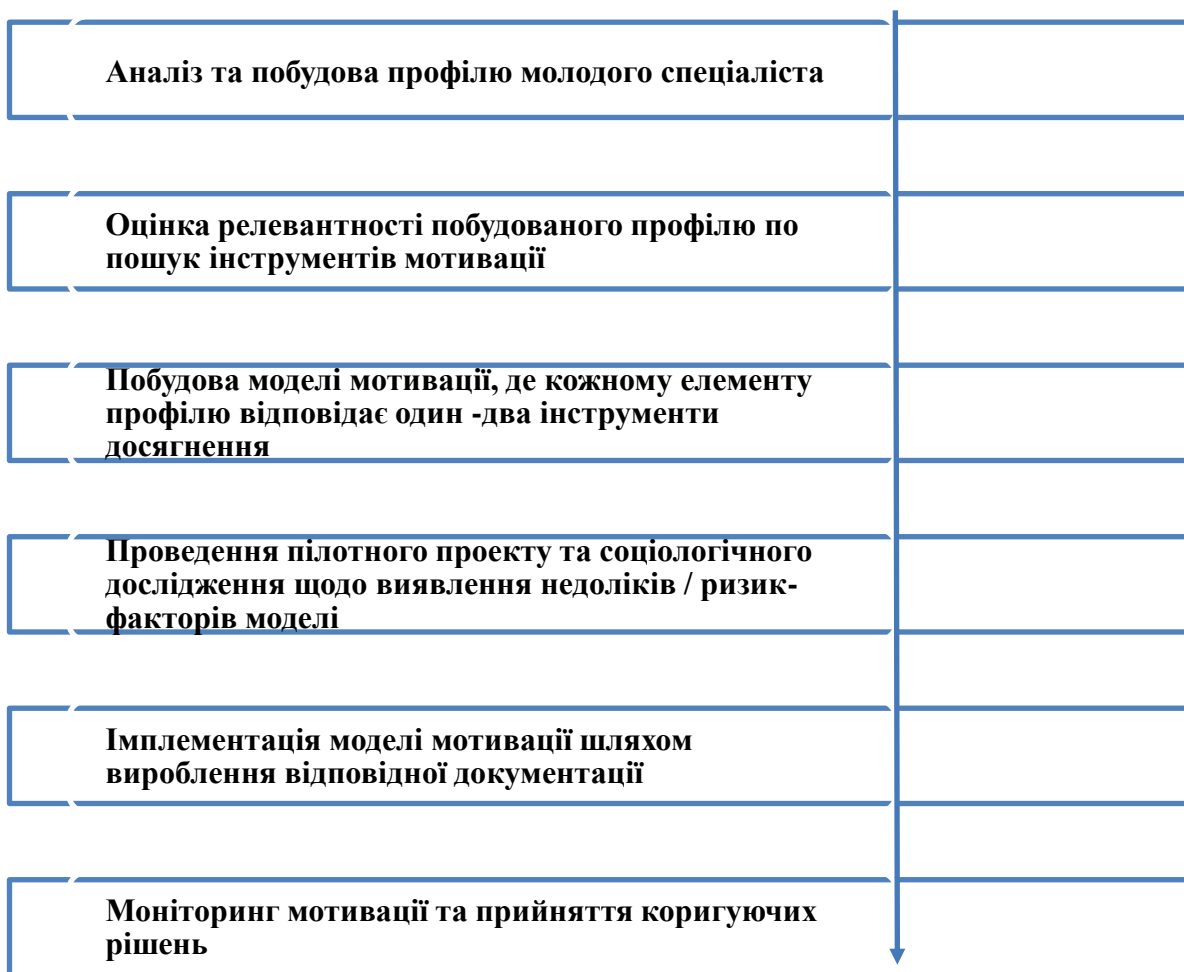 Аналіз та побудова профілю молодого спеціаліста
Оцінка релевантності побудованого профілю по
пошук інструментів мотивації
Побудова моделі мотивації, де кожному елементу
профілю відповідає один -два інструменти
досягнення
Проведення пілотного проекту та соціологічного
дослідження щодо виявлення недоліків / ризик-
факторів моделі
Імплементація моделі мотивації шляхом
вироблення відповідної документації
Моніторинг мотивації та прийняття коригуючих
рішень